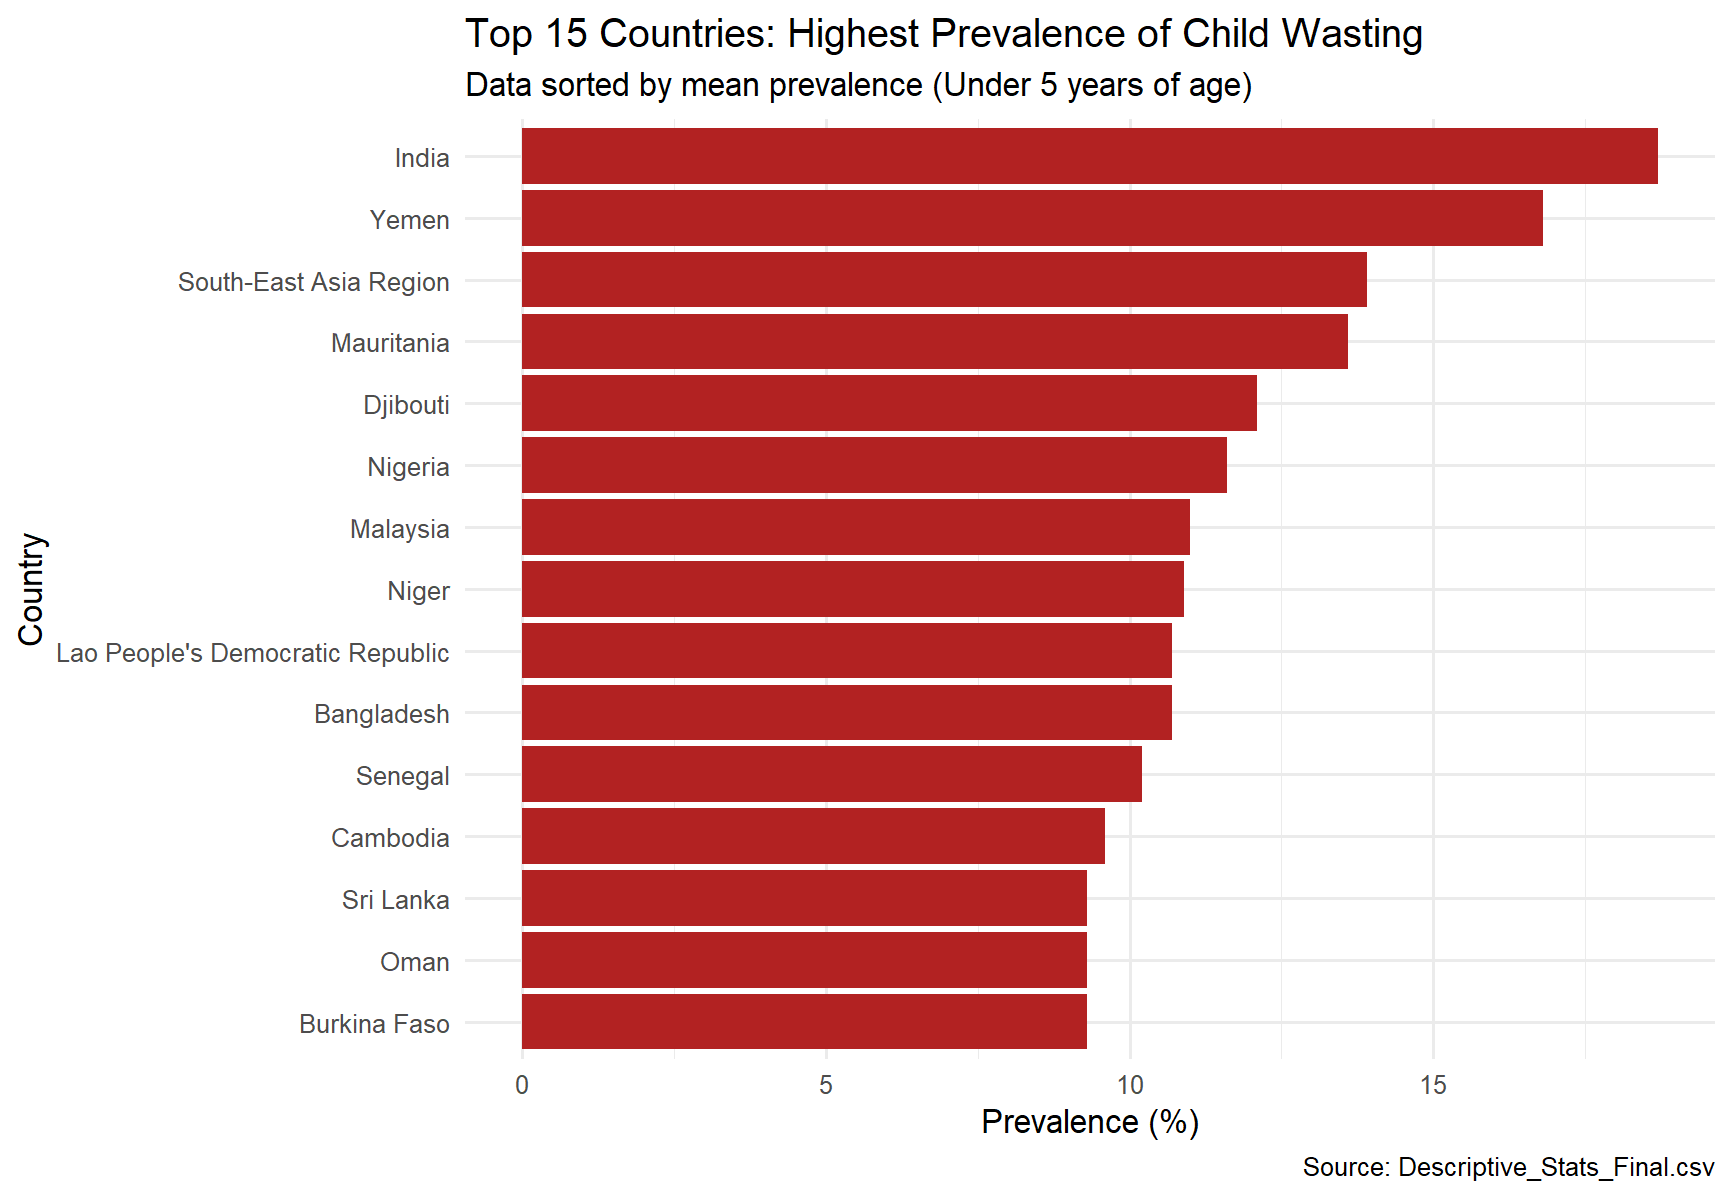 Top 15 Countries: Highest Prevalence of Child Wasting
Data sorted by mean prevalence (Under 5 years of age)
Country
India
Yemen
South-East Asia Region
Mauritania
Djibouti
Nigeria
Malaysia
Niger
Lao People's Democratic Republic
Bangladesh
Senegal
Cambodia
Sri Lanka
Oman
Burkina Faso
0 5 10 15
Prevalence (%)
Source: Descriptive_Stats_Final.csv